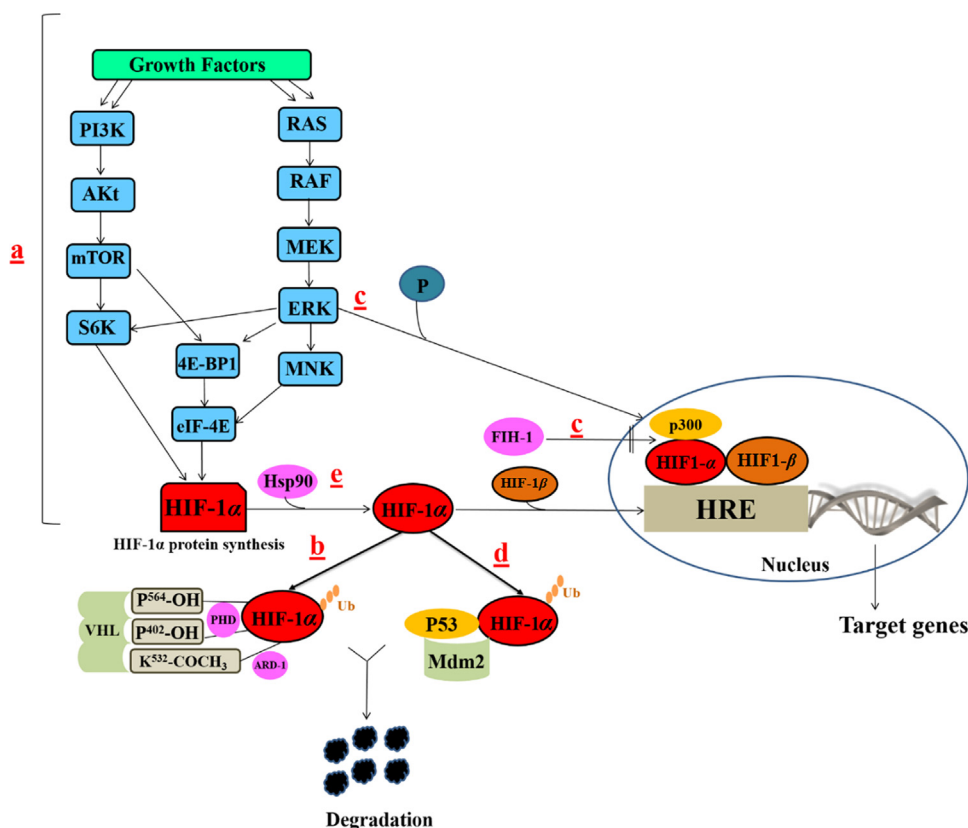 Growth Factors
PI3K
RAS
AKt
RAF
a
mTOR
MEK
P
S6K
ERK
c
4E-BP1
MNK
eIF-4E
FIH-1
c
p300
HIF1-α
HIF1-β
Hsp90
e
HIF-1β
HIF-1α
HIF-1α
HRE
HIF-1α protein synthesis
Nucleus
b
d
Ub
Ub
P⁵⁶⁴-OH
PHD
HIF-1α
VHL
P⁴⁰²-OH
K⁵³²-COCH₃
ARD-1
P53
HIF-1α
Mdm2
Target genes
Degradation